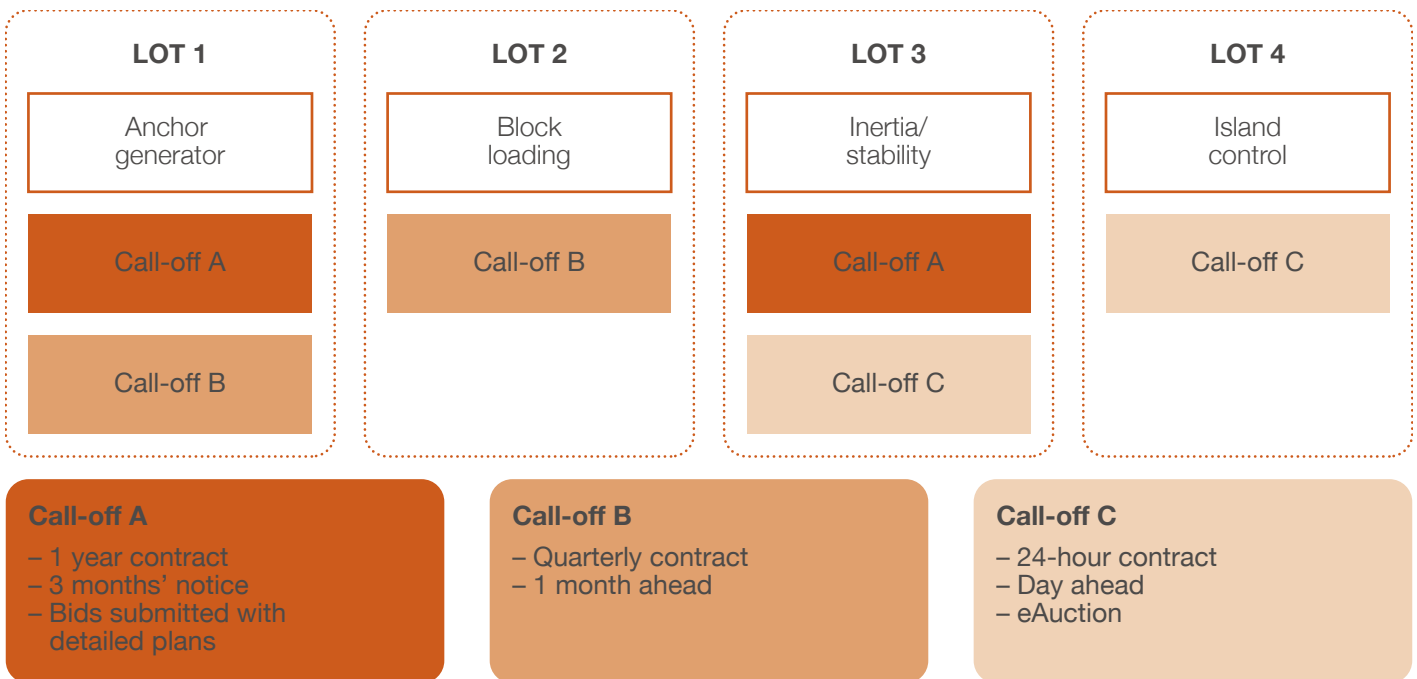 LOT 1
Anchor
generator
Call-off A
Call-off B
LOT 2
Block
loading
Call-off B
LOT 3
Inertia/
stability
Call-off A
Call-off C
LOT 4
Island
control
Call-off C
Call-off A
– 1 year contract
– 3 months’ notice
– Bids submitted with
detailed plans
Call-off B
– Quarterly contract
– 1 month ahead
Call-off C
– 24-hour contract
– Day ahead
– eAuction